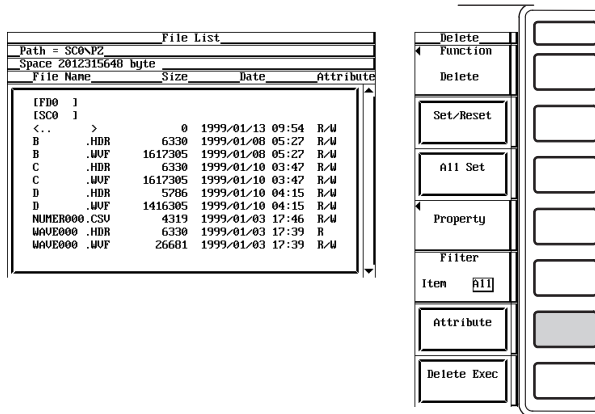 File List
Path = SC0\PZ
Space 2012315648 byte
File Name Size Date Attribute
[FD0 ]
[SC0 ]
<.. > 0 1999/01/13 09:54 R/W
B .HDR 6330 1999/01/08 05:27 R/W
B .WVF 1617305 1999/01/08 05:27 R/W
C .HDR 6330 1999/01/10 03:47 R/W
C .WVF 1617305 1999/01/10 03:47 R/W
D .HDR 5786 1999/01/10 04:15 R/W
D .WVF 1416305 1999/01/10 04:15 R/W
NUMER000.CSV 4319 1999/01/03 17:46 R/W
WAVE000 .HDR 6330 1999/01/03 17:39 R
WAVE000 .WVF 26681 1999/01/03 17:39 R/W
Delete
Function
Delete
Set/Reset
All Set
Property
Filter
Item All
Attribute
Delete Exec